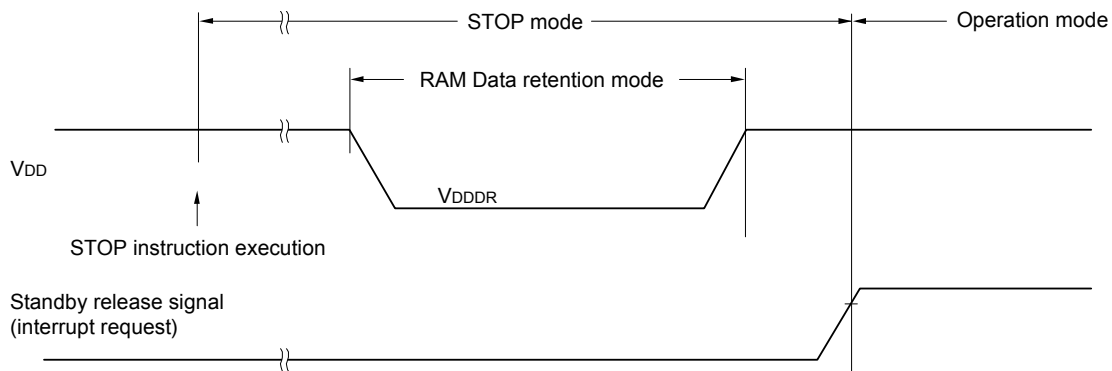 STOP mode
Operation mode
RAM Data retention mode
VDD
VDDDR
STOP instruction execution
Standby release signal
(interrupt request)